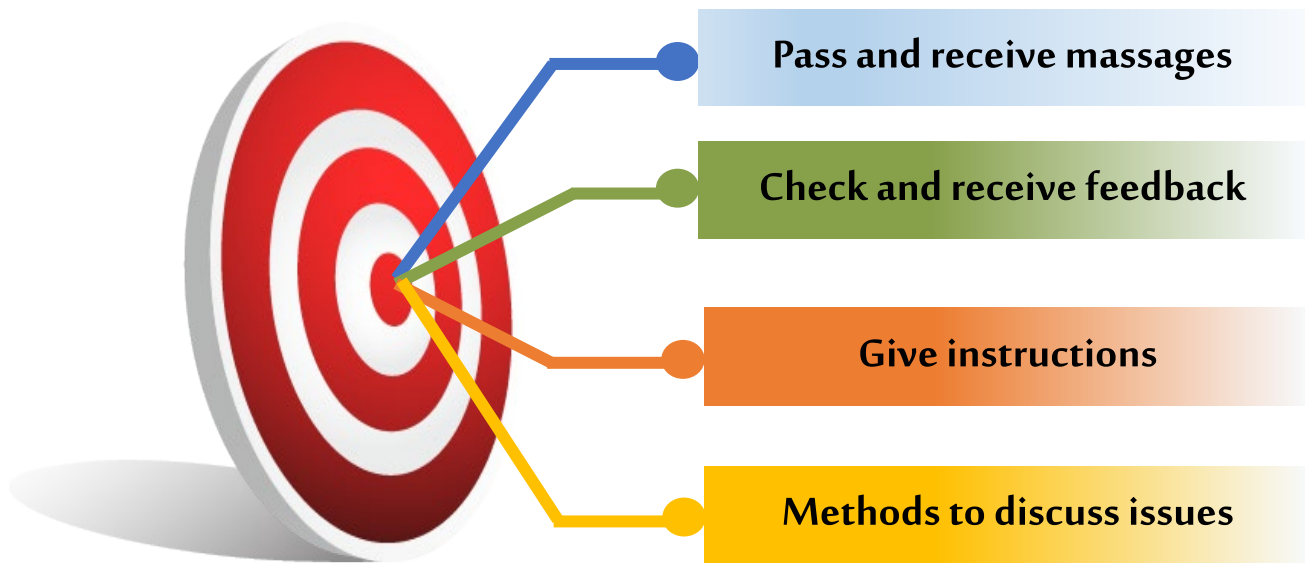 Pass and receive massages
Check and receive feedback
Give instructions
Methods to discuss issues